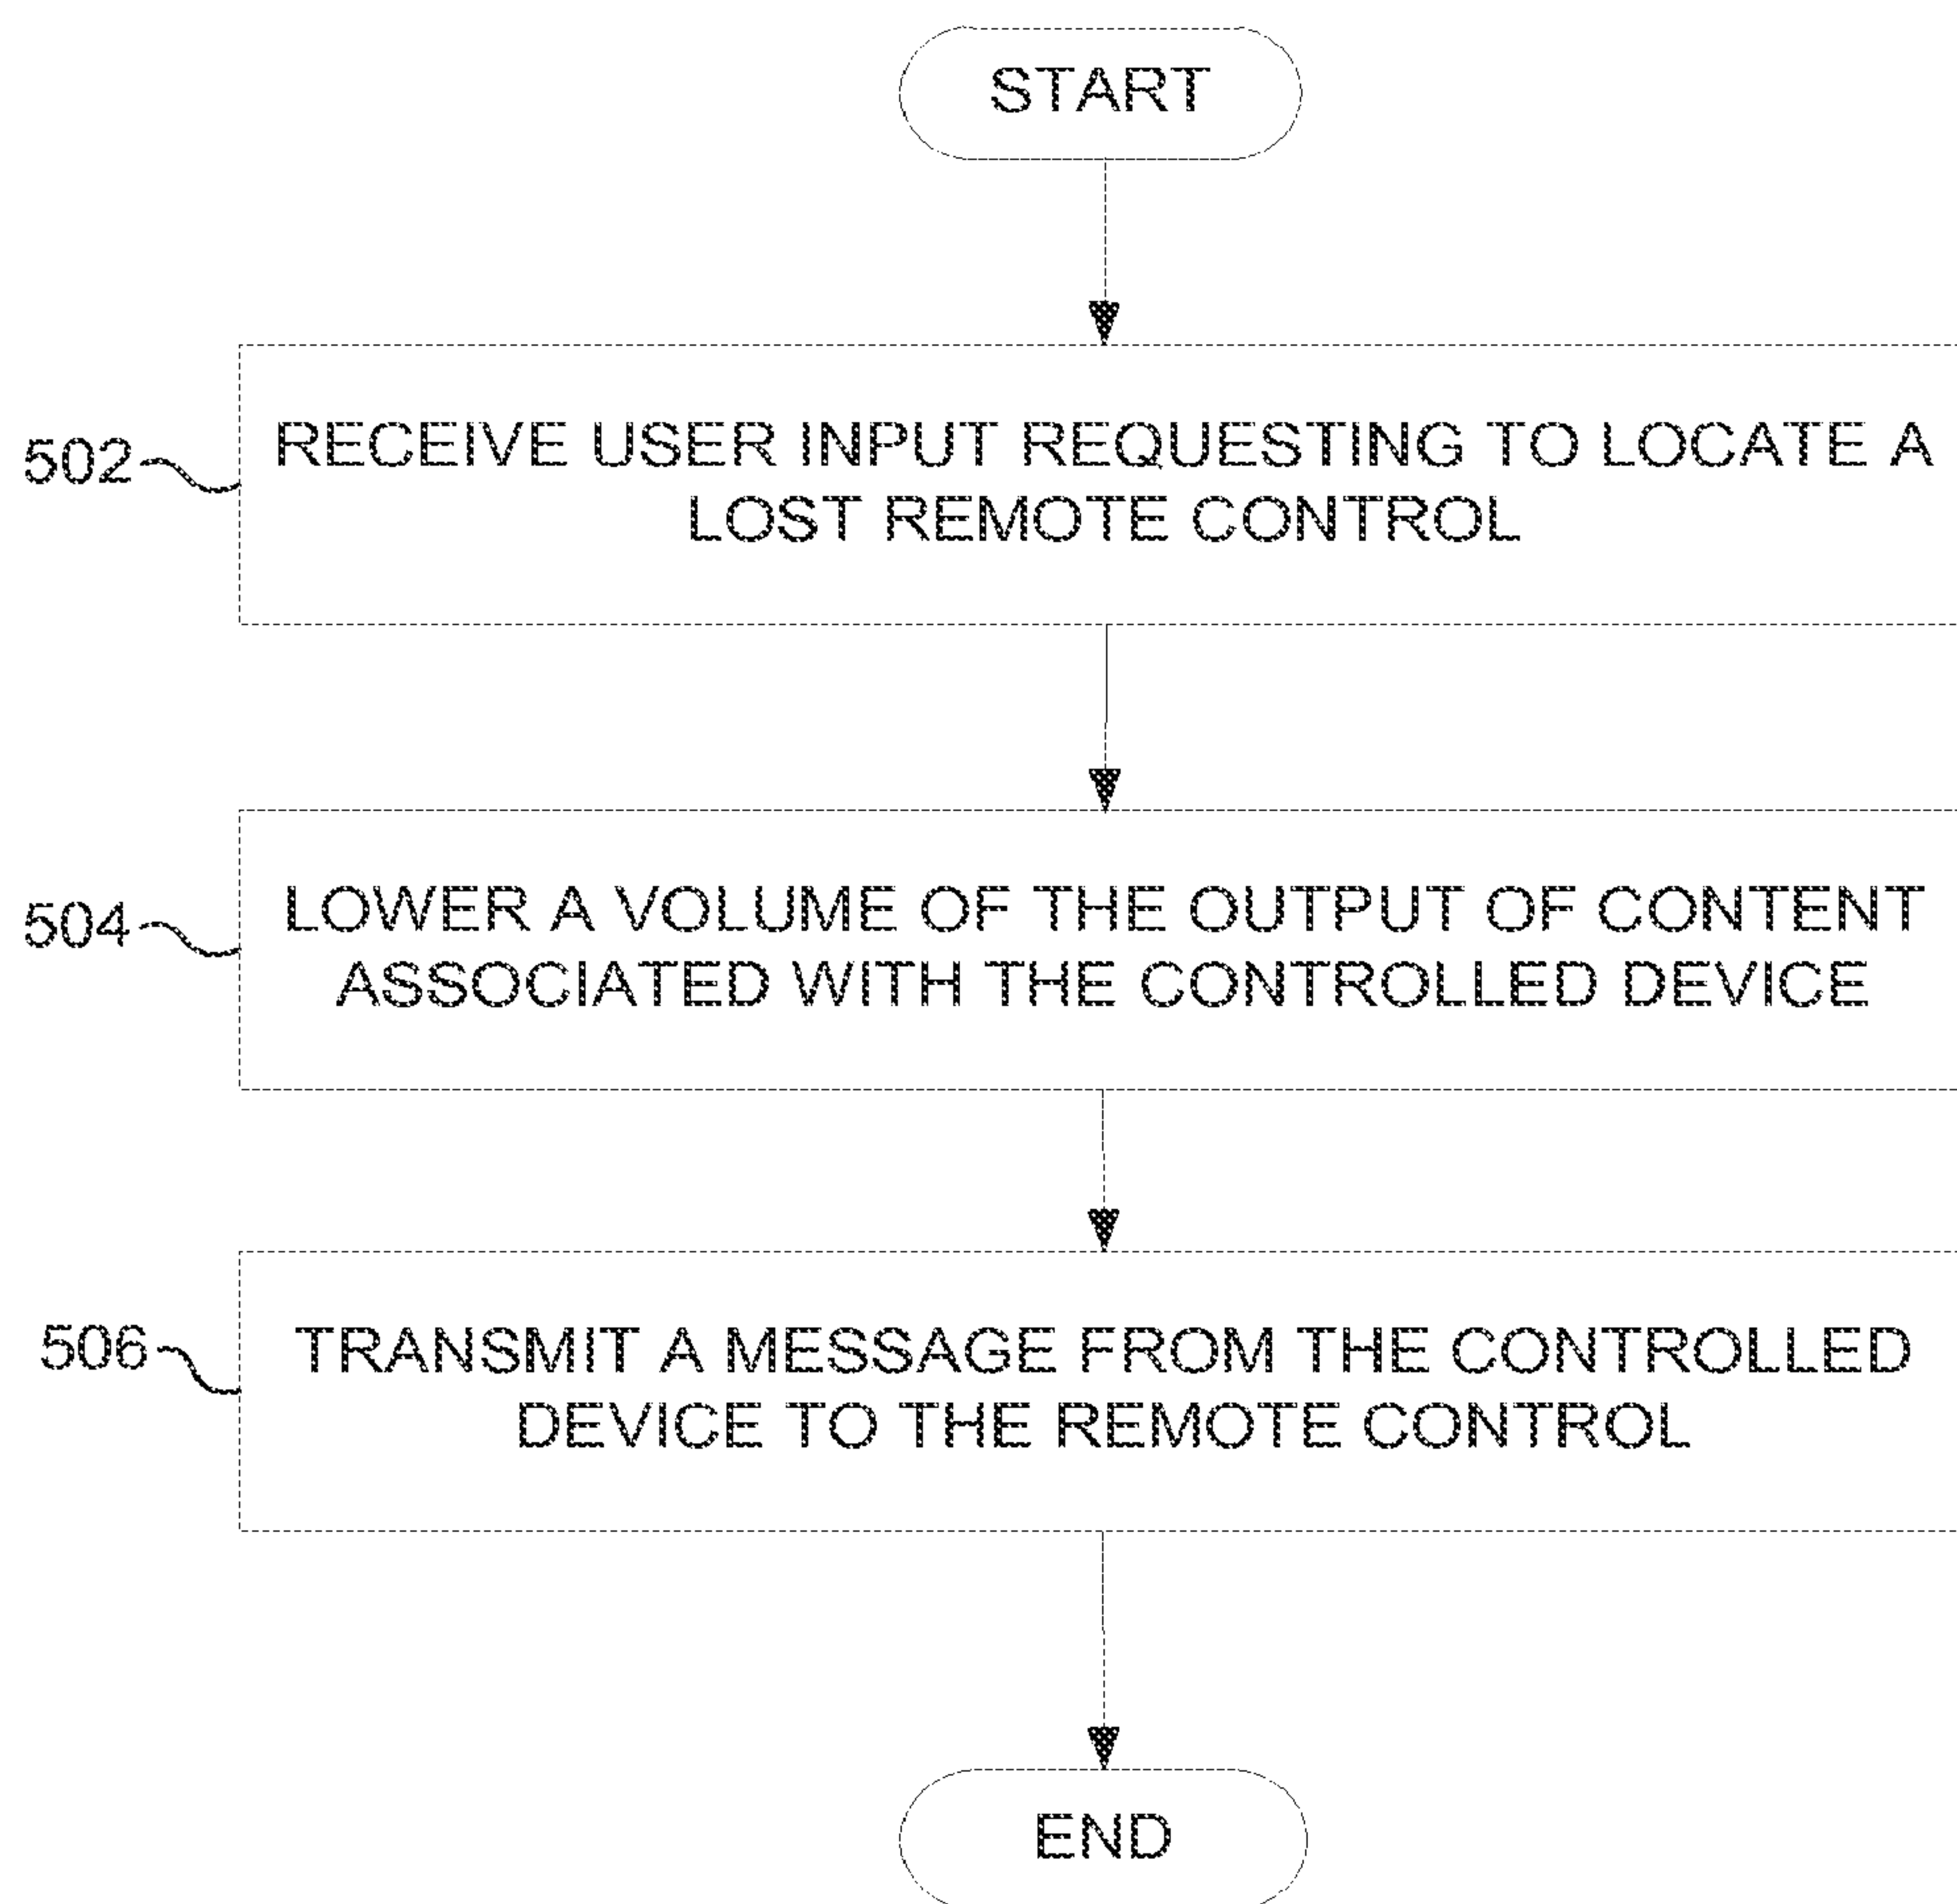 START
502
RECEIVE USER INPUT REQUESTING TO LOCATE A
LOST REMOTE CONTROL
504
LOWER A VOLUME OF THE OUTPUT OF CONTENT
ASSOCIATED WITH THE CONTROLLED DEVICE
506
TRANSMIT A MESSAGE FROM THE CONTROLLED
DEVICE TO THE REMOTE CONTROL
END